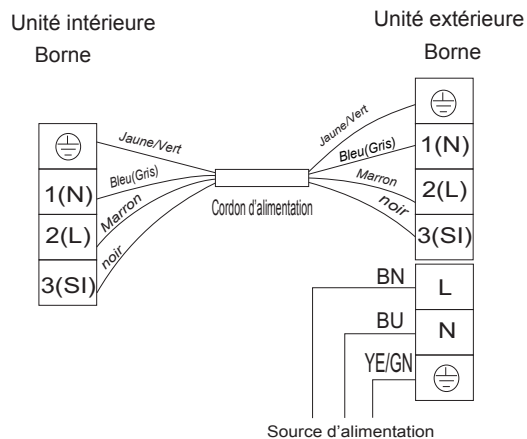 Unité intérieure
Borne
Unité extérieure
Borne
Jaune/Vert
1(N)
Bleu(Gris)
2(L)
Marron
3(SI)
noir
Cordon d'alimentation
Jaune/Vert
Bleu(Gris)
1(N)
Marron
2(L)
noir
3(SI)
BN
L
BU
N
YE/GN
Source d'alimentation